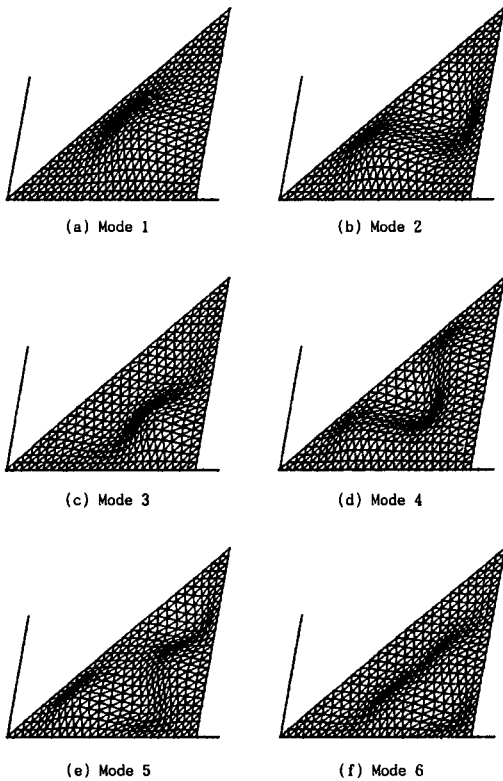 (a) Mode 1
(b) Mode 2
(c) Mode 3
(d) Mode 4
(e) Mode 5
(f) Mode 6